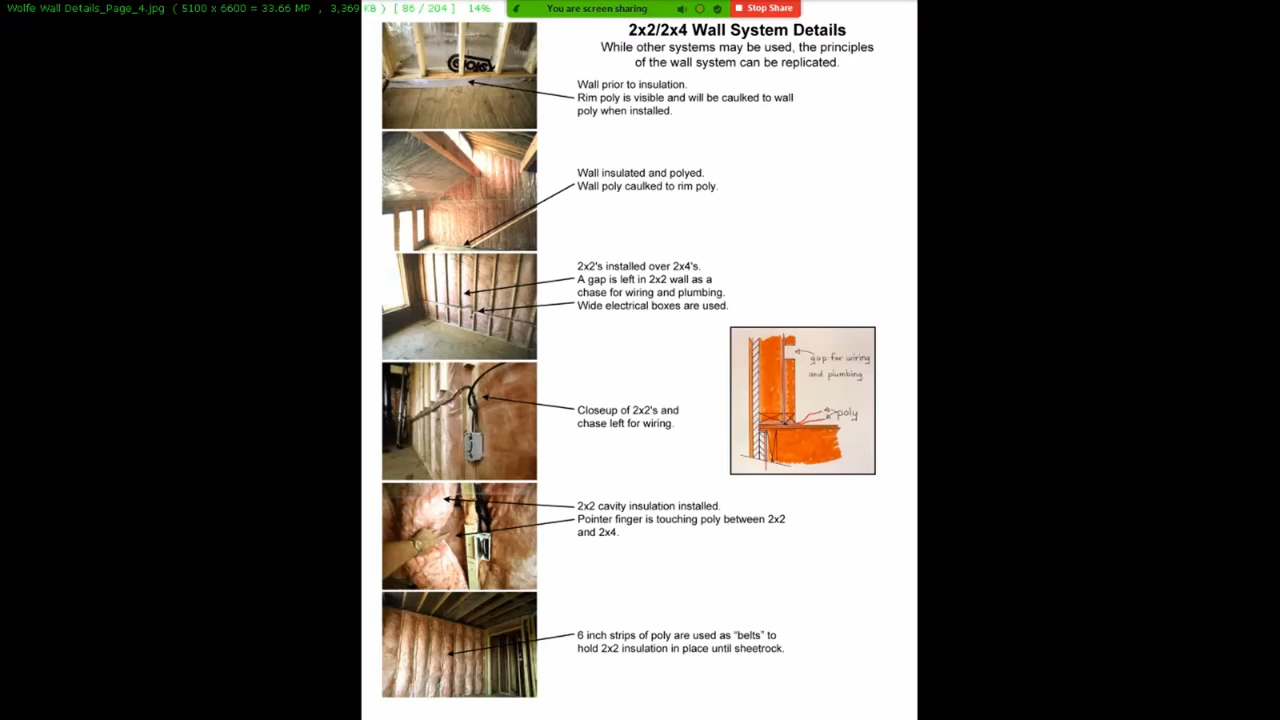 Wolfe Wall Details_Page_4.jpg ( 5100 x 6600 = 33.66 MP , 3,369 KB ) [ 86 / 204 ] 14%
You are screen sharing
Stop Share
2x2/2x4 Wall System Details
While other systems may be used, the principles
of the wall system can be replicated.
Wall prior to insulation.
Rim poly is visible and will be caulked to wall
poly when installed.
Wall insulated and polyed.
Wall poly caulked to rim poly.
2x2's installed over 2x4's.
A gap is left in 2x2 wall as a
chase for wiring and plumbing.
Wide electrical boxes are used.
gap for wiring
and plumbing
poly
Closeup of 2x2's and
chase left for wiring.
2x2 cavity insulation installed.
Pointer finger is touching poly between 2x2
and 2x4.
6 inch strips of poly are used as “belts” to
hold 2x2 insulation in place until sheetrock.